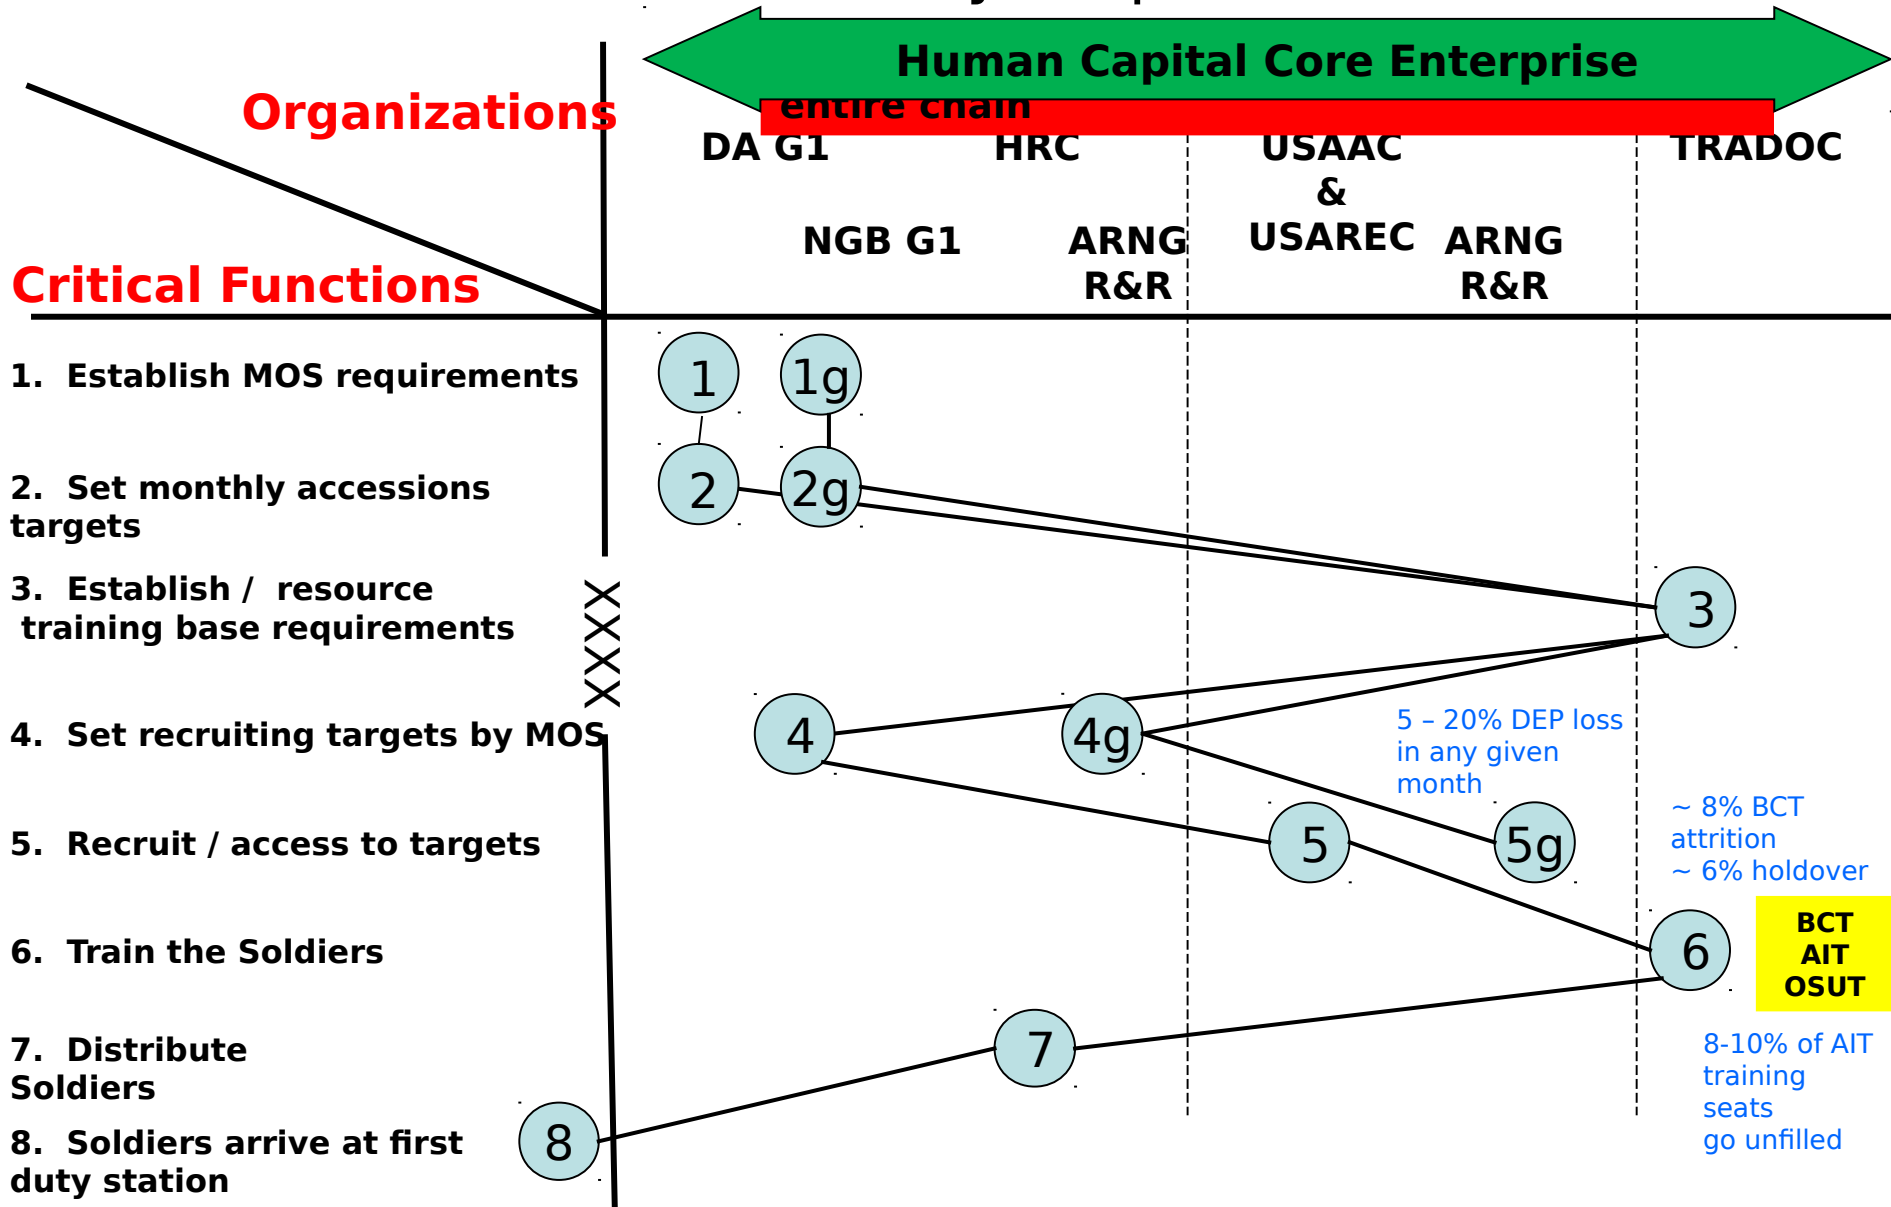 Human Capital Core Enterprise
entire chain
Organizations
DA G1
HRC
USAAC
&
USAREC
TRADOC
NGB G1
ARNG
R&R
ARNG
R&R
Critical Functions
1. Establish MOS requirements
1
1g
2. Set monthly accessions
targets
2
2g
3. Establish / resource
training base requirements
XXXX
3
4. Set recruiting targets by MOS
4
4g
5 – 20% DEP loss
in any given
month
5. Recruit / access to targets
5
5g
~ 8% BCT
attrition
~ 6% holdover
6. Train the Soldiers
6
BCT
AIT
OSUT
7. Distribute
Soldiers
7
8-10% of AIT
training
seats
go unfilled
8. Soldiers arrive at first
duty station
8